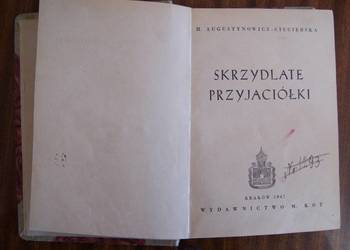 H. AUGUSTYNOWICZ-CIECIERSKA
SKRZYDLATE
PRZYJACIÓŁKI
KRAKÓW 1947
WYDAWNICTWO M. KOT